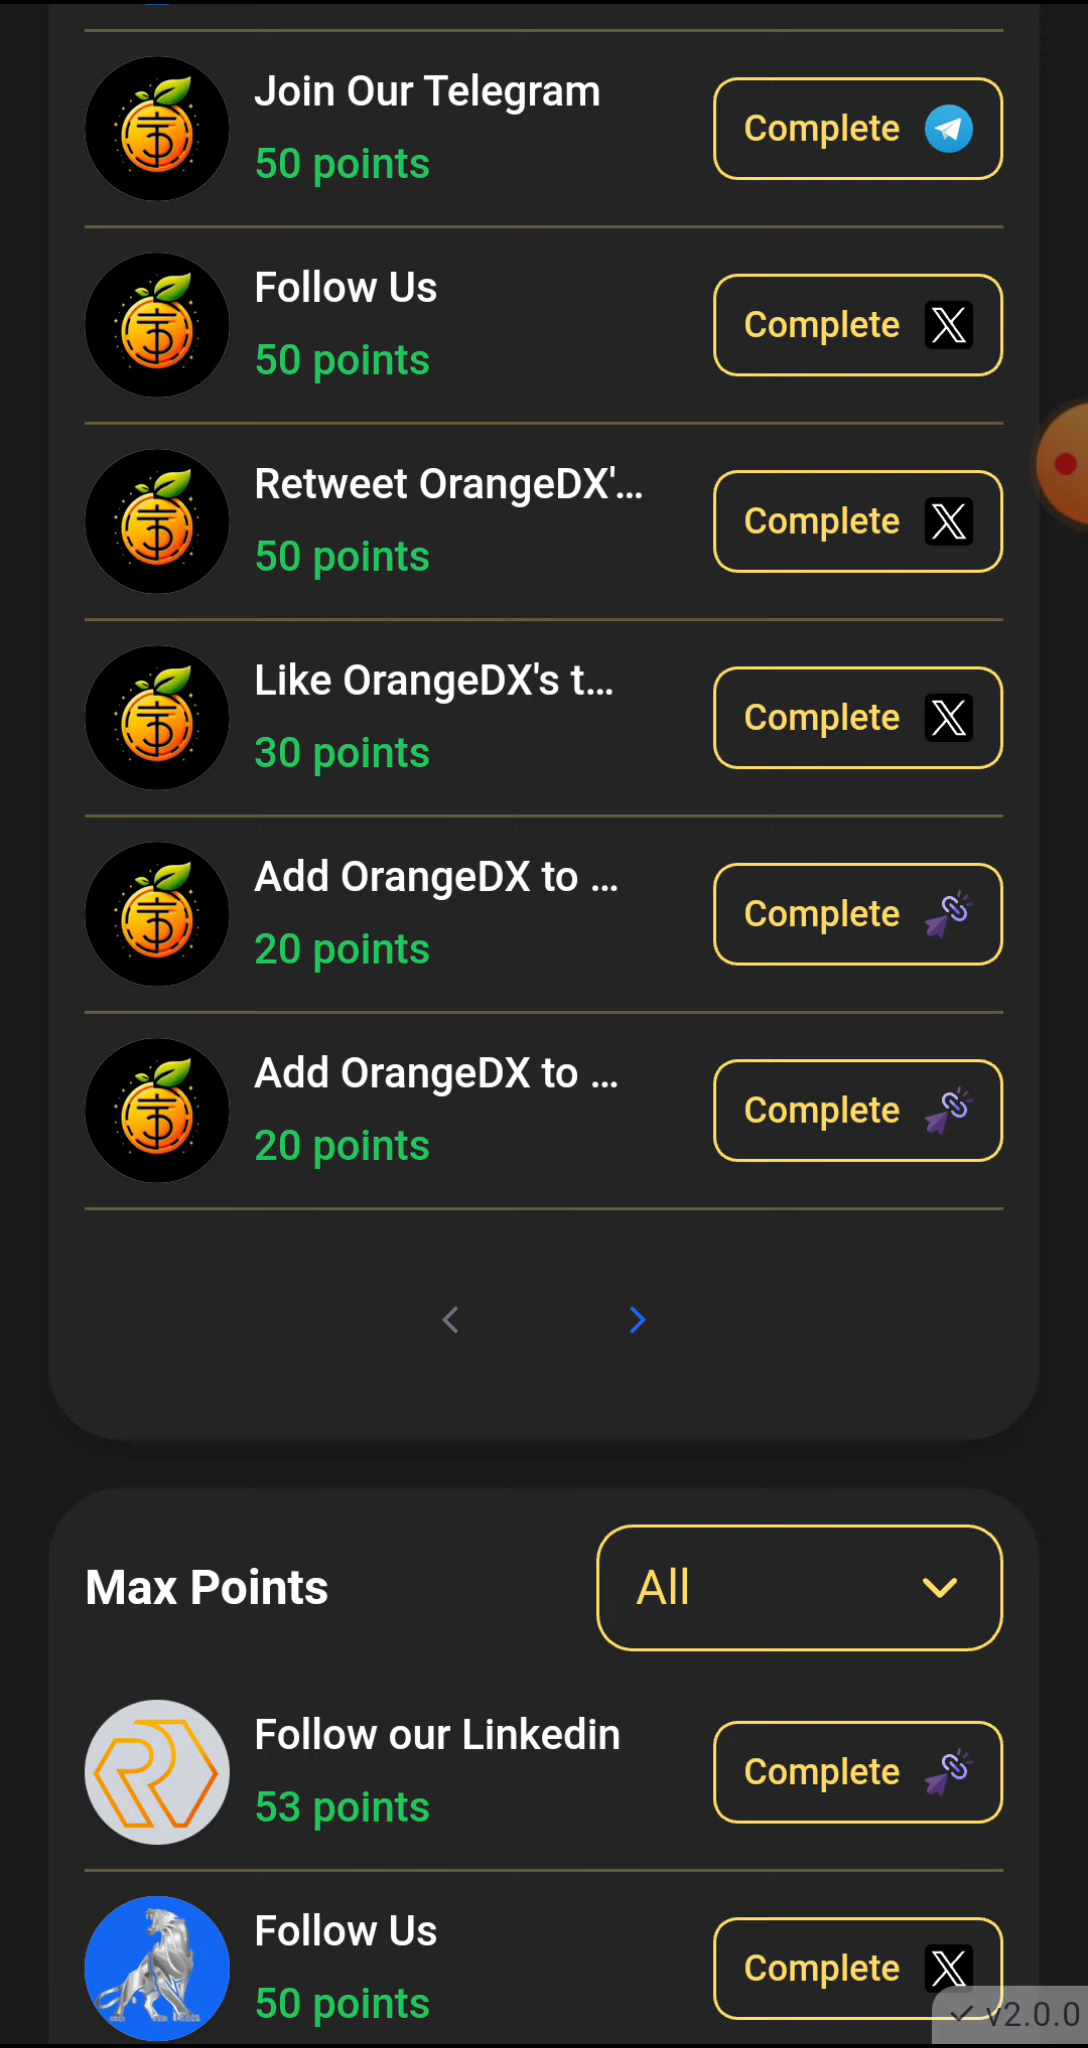 Join Our Telegram
50 points
Complete
Follow Us
50 points
Complete
Retweet OrangeDX'...
50 points
Complete
Like OrangeDX's t...
30 points
Complete
Add OrangeDX to ...
20 points
Complete
Add OrangeDX to ...
20 points
Complete
Max Points
All
Follow our Linkedin
53 points
Complete
Follow Us
50 points
Complete
v2.0.0